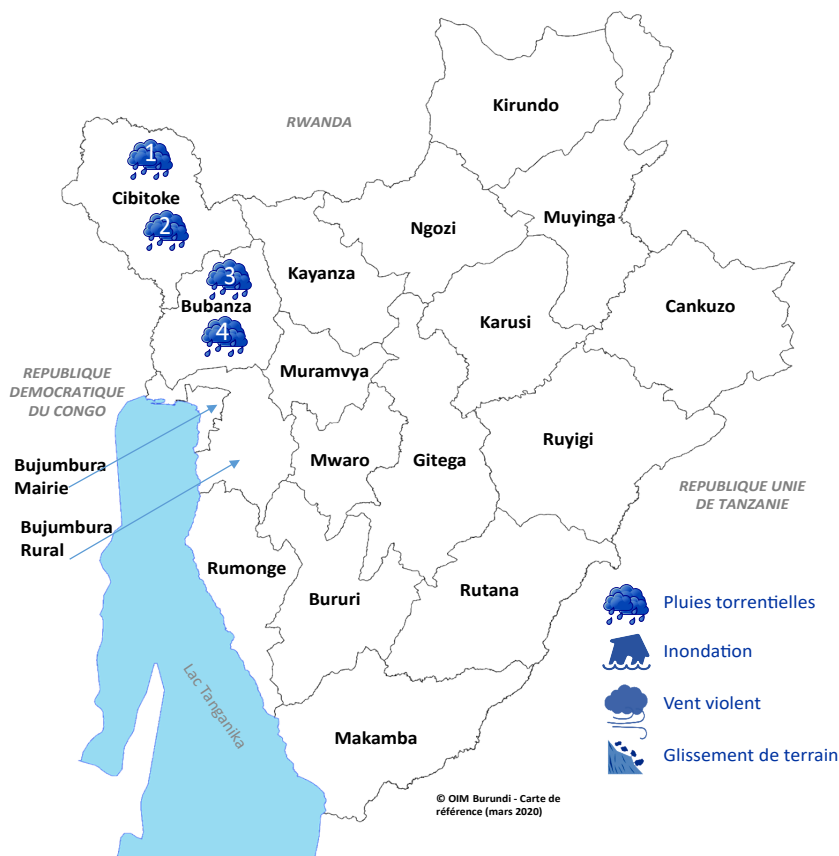 Kirundo
RWANDA
1
Cibitoke
2
Ngozi
Muyinga
3
Kayanza
Bubanza
4
Cankuzo
Karusi
Muramvya
REPUBLIQUE
DEMOCRATIQUE
DU CONGO
Ruyigi
Bujumbura
Mairie
Mwaro
Gitega
REPUBLIQUE UNIE
DE TANZANIE
Bujumbura
Rural
Rumonge
Bururi
Rutana
Pluies torrentielles
Inondation
Lac Tanganika
Vent violent
Makamba
Glissement de terrain
© OIM Burundi - Carte de
référence (mars 2020)